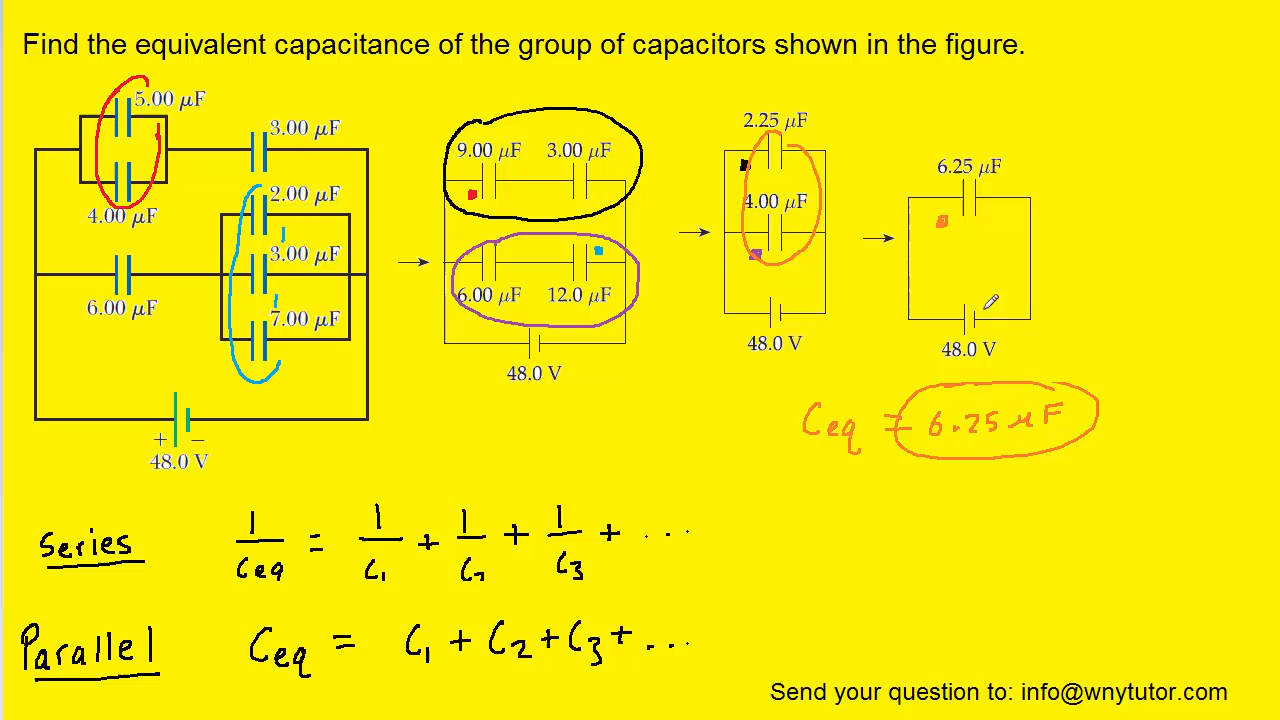 Find the equivalent capacitance of the group of capacitors shown in the figure.
5.00 μF
3.00 μF
2.00 μF
4.00 μF
3.00 μF
6.00 μF
7.00 μF
+ −
48.0 V
9.00 μF 3.00 μF
6.00 μF 12.0 μF
48.0 V
2.25 μF
4.00 μF
48.0 V
6.25 μF
48.0 V
Ceq = 6.25 μF
Series 1/Ceq = 1/C1 + 1/C2 + 1/C3 + ...
Parallel Ceq = C1 + C2 + C3 + ...
Send your question to: info@wnytutor.com